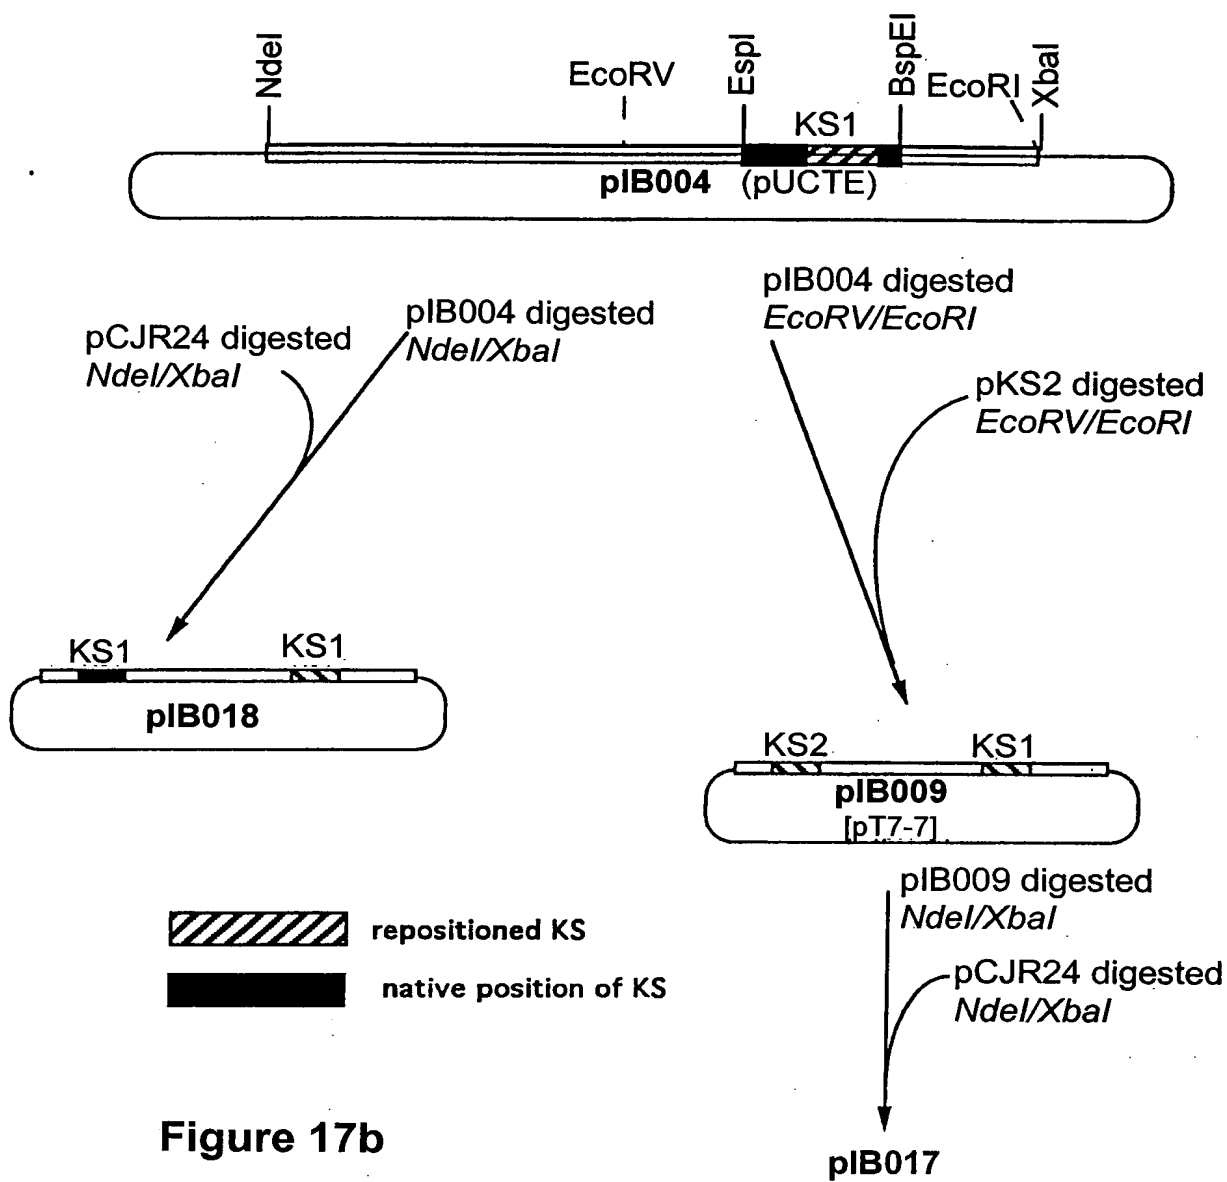 NdeI
EcoRV
EspI
BspEI
EcoRI
XbaI
KS1
pIB004 (pUCTE)
pIB004 digested
EcoRV/EcoRI
pIB004 digested
NdeI/XbaI
pCJR24 digested
NdeI/XbaI
pKS2 digested
EcoRV/EcoRI
KS1 KS1
pIB018
KS2 KS1
pIB009
[pT7-7]
pIB009 digested
NdeI/XbaI
repositioned KS
native position of KS
pCJR24 digested
NdeI/XbaI
Figure 17b
pIB017